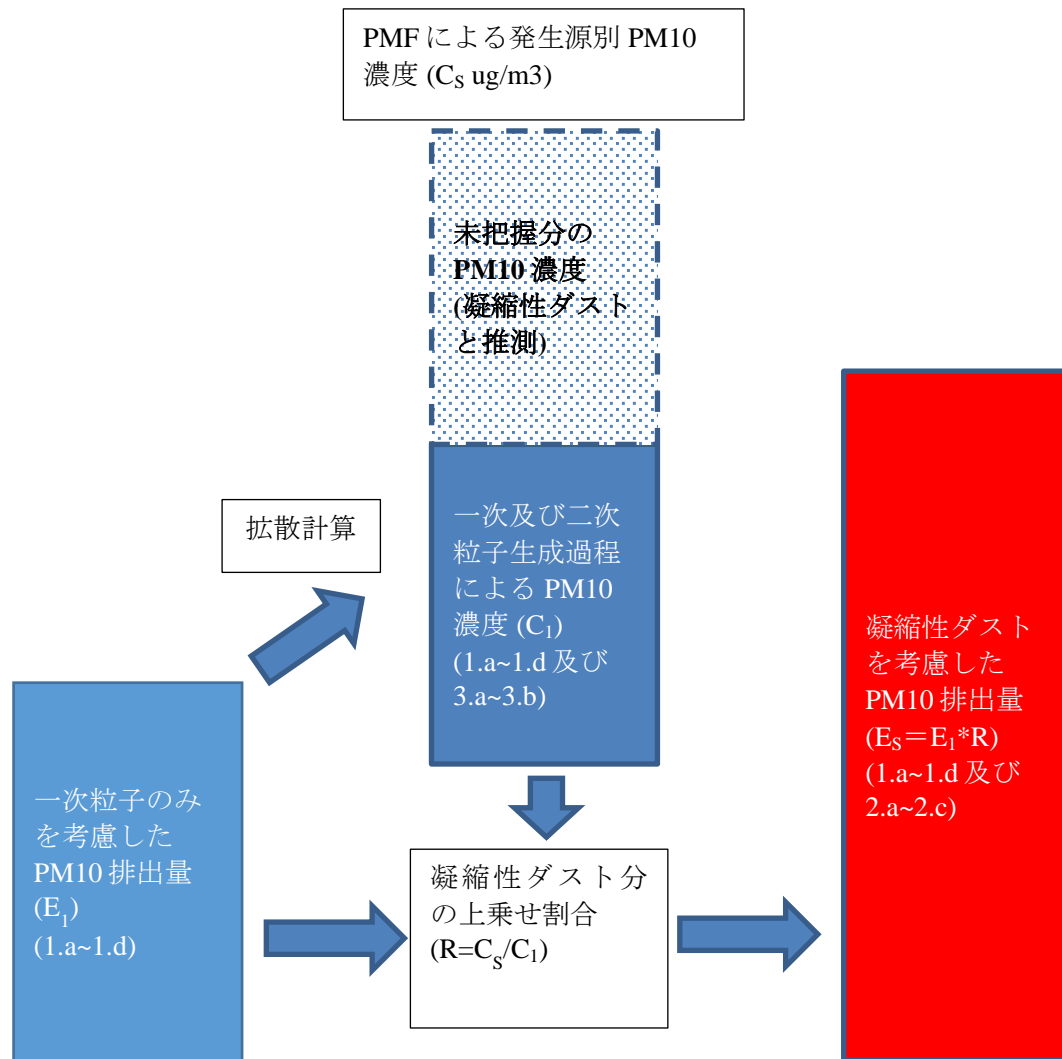 PMF による発生源別 PM10
濃度 (CS ug/m3)
未把握分の
PM10 濃度
(凝縮性ダスト
と推測)
拡散計算
一次及び二次
粒子生成過程
による PM10
濃度 (C1)
(1.a~1.d 及び
3.a~3.b)
一次粒子のみ
を考慮した
PM10 排出量
(E1)
(1.a~1.d)
凝縮性ダスト分
の上乗せ割合
(R=CS/C1)
凝縮性ダスト
を考慮した
PM10 排出量
(ES＝E1*R)
(1.a~1.d 及び
2.a~2.c)